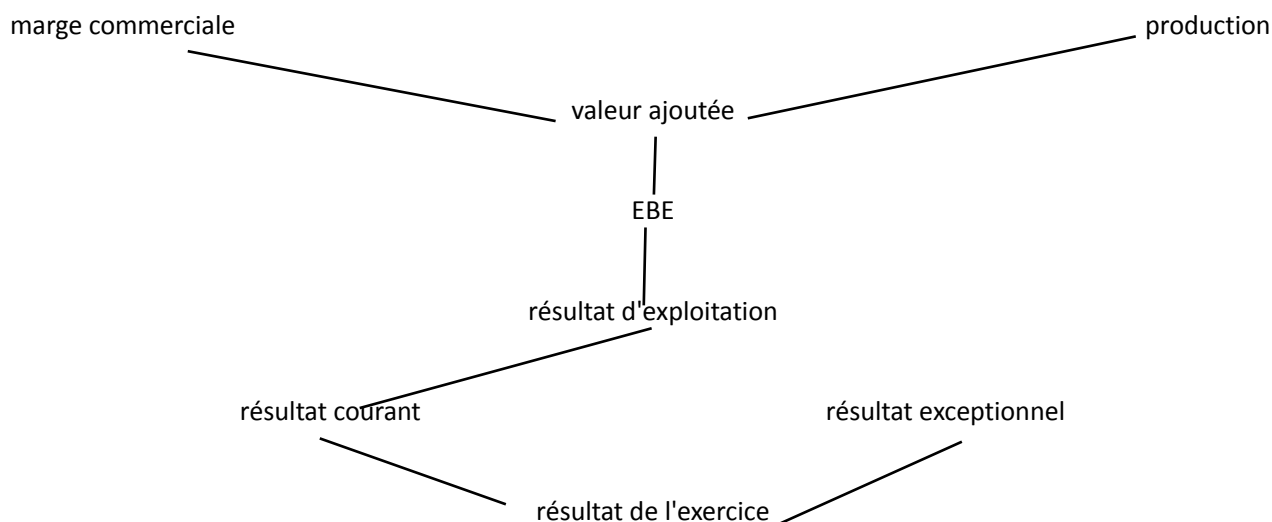 marge commerciale
production
valeur ajoutée
EBE
résultat d'exploitation
résultat courant
résultat exceptionnel
résultat de l'exercice